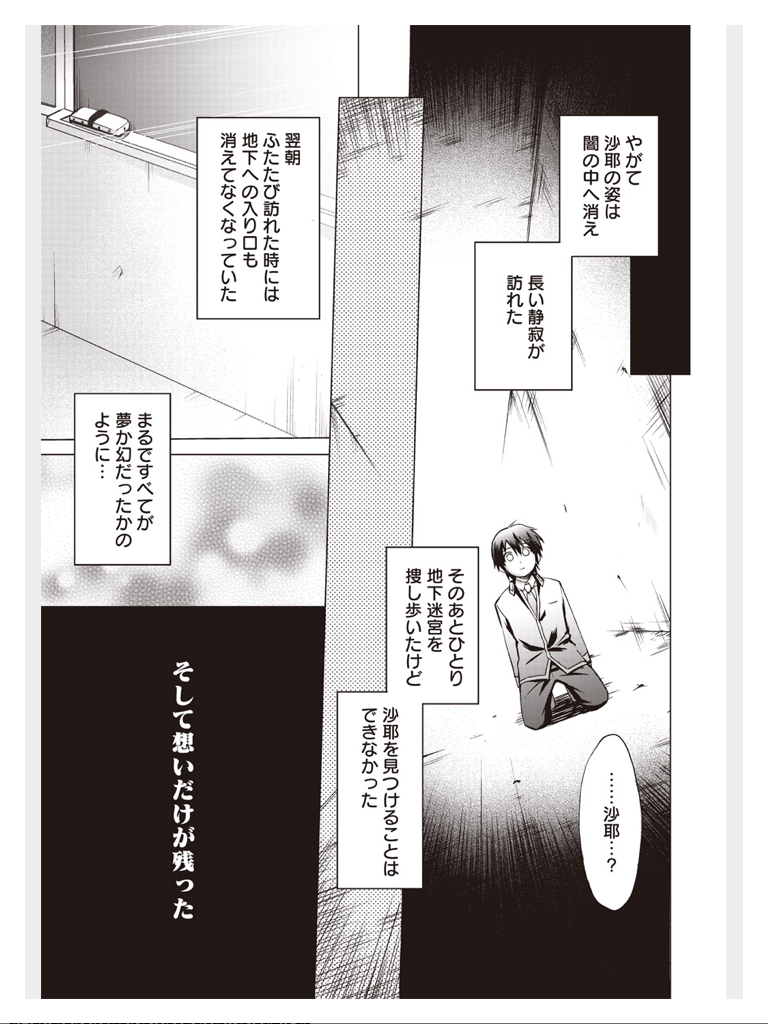 やがて
沙耶の姿は
闇の中へ消え
長い静寂が
訪れた
そのあとひとり
地下迷宮を
捜し歩いたけど
沙耶を見つけることは
できなかった
……沙耶…？
翌朝
ふたたび訪れた時には
地下への入り口も
消えてなくなっていた
まるですべてが
夢か幻だったかの
ように…
そして想いだけが残った